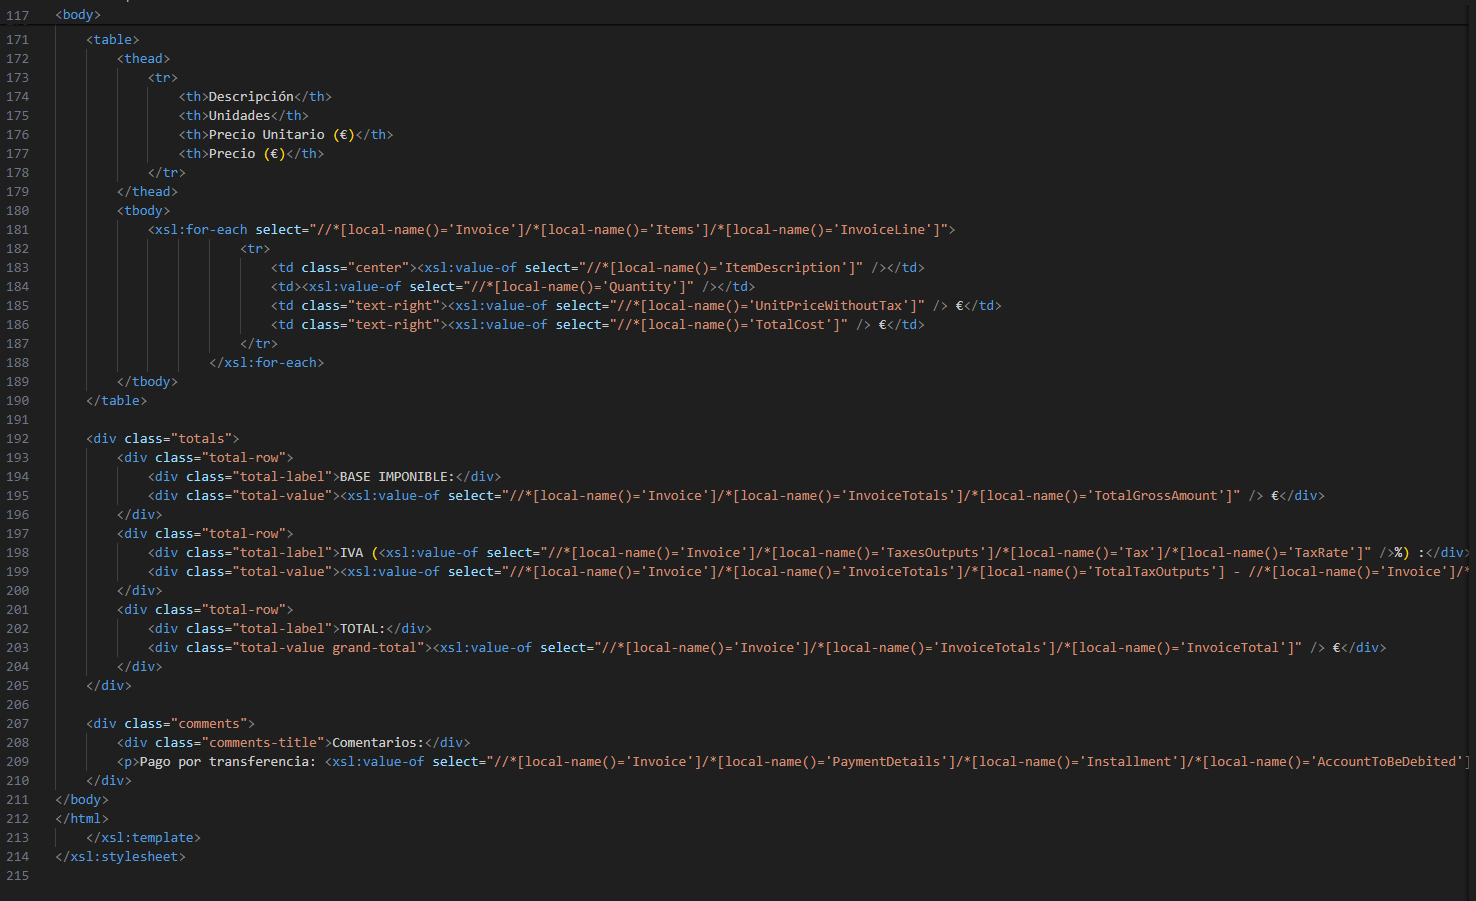 117 <body>
171 <table>
172 <thead>
173 <tr>
174 <th>Descripción</th>
175 <th>Unidades</th>
176 <th>Precio Unitario (€)</th>
177 <th>Precio (€)</th>
178 </tr>
179 </thead>
180 <tbody>
181 <xsl:for-each select="//*[local-name()='Invoice']/*[local-name()='Items']/*[local-name()='InvoiceLine']">
182 <tr>
183 <td class="center"><xsl:value-of select="//*[local-name()='ItemDescription']" /></td>
184 <td><xsl:value-of select="//*[local-name()='Quantity']" /></td>
185 <td class="text-right"><xsl:value-of select="//*[local-name()='UnitPriceWithoutTax']" /> €</td>
186 <td class="text-right"><xsl:value-of select="//*[local-name()='TotalCost']" /> €</td>
187 </tr>
188 </xsl:for-each>
189 </tbody>
190 </table>
191
192 <div class="totals">
193 <div class="total-row">
194 <div class="total-label">BASE IMPONIBLE:</div>
195 <div class="total-value"><xsl:value-of select="//*[local-name()='Invoice']/*[local-name()='InvoiceTotals']/*[local-name()='TotalGrossAmount']" /> €</div>
196 </div>
197 <div class="total-row">
198 <div class="total-label">IVA (<xsl:value-of select="//*[local-name()='Invoice']/*[local-name()='TaxesOutputs']/*[local-name()='Tax']/*[local-name()='TaxRate']" />%) :</div>
199 <div class="total-value"><xsl:value-of select="//*[local-name()='Invoice']/*[local-name()='InvoiceTotals']/*[local-name()='TotalTaxOutputs'] - //*[local-name()='Invoice']/*
200 </div>
201 <div class="total-row">
202 <div class="total-label">TOTAL:</div>
203 <div class="total-value grand-total"><xsl:value-of select="//*[local-name()='Invoice']/*[local-name()='InvoiceTotals']/*[local-name()='InvoiceTotal']" /> €</div>
204 </div>
205 </div>
206
207 <div class="comments">
208 <div class="comments-title">Comentarios:</div>
209 <p>Pago por transferencia: <xsl:value-of select="//*[local-name()='Invoice']/*[local-name()='PaymentDetails']/*[local-name()='Installment']/*[local-name()='AccountToBeDebited']
210 </div>
211 </body>
212 </html>
213 </xsl:template>
214 </xsl:stylesheet>
215